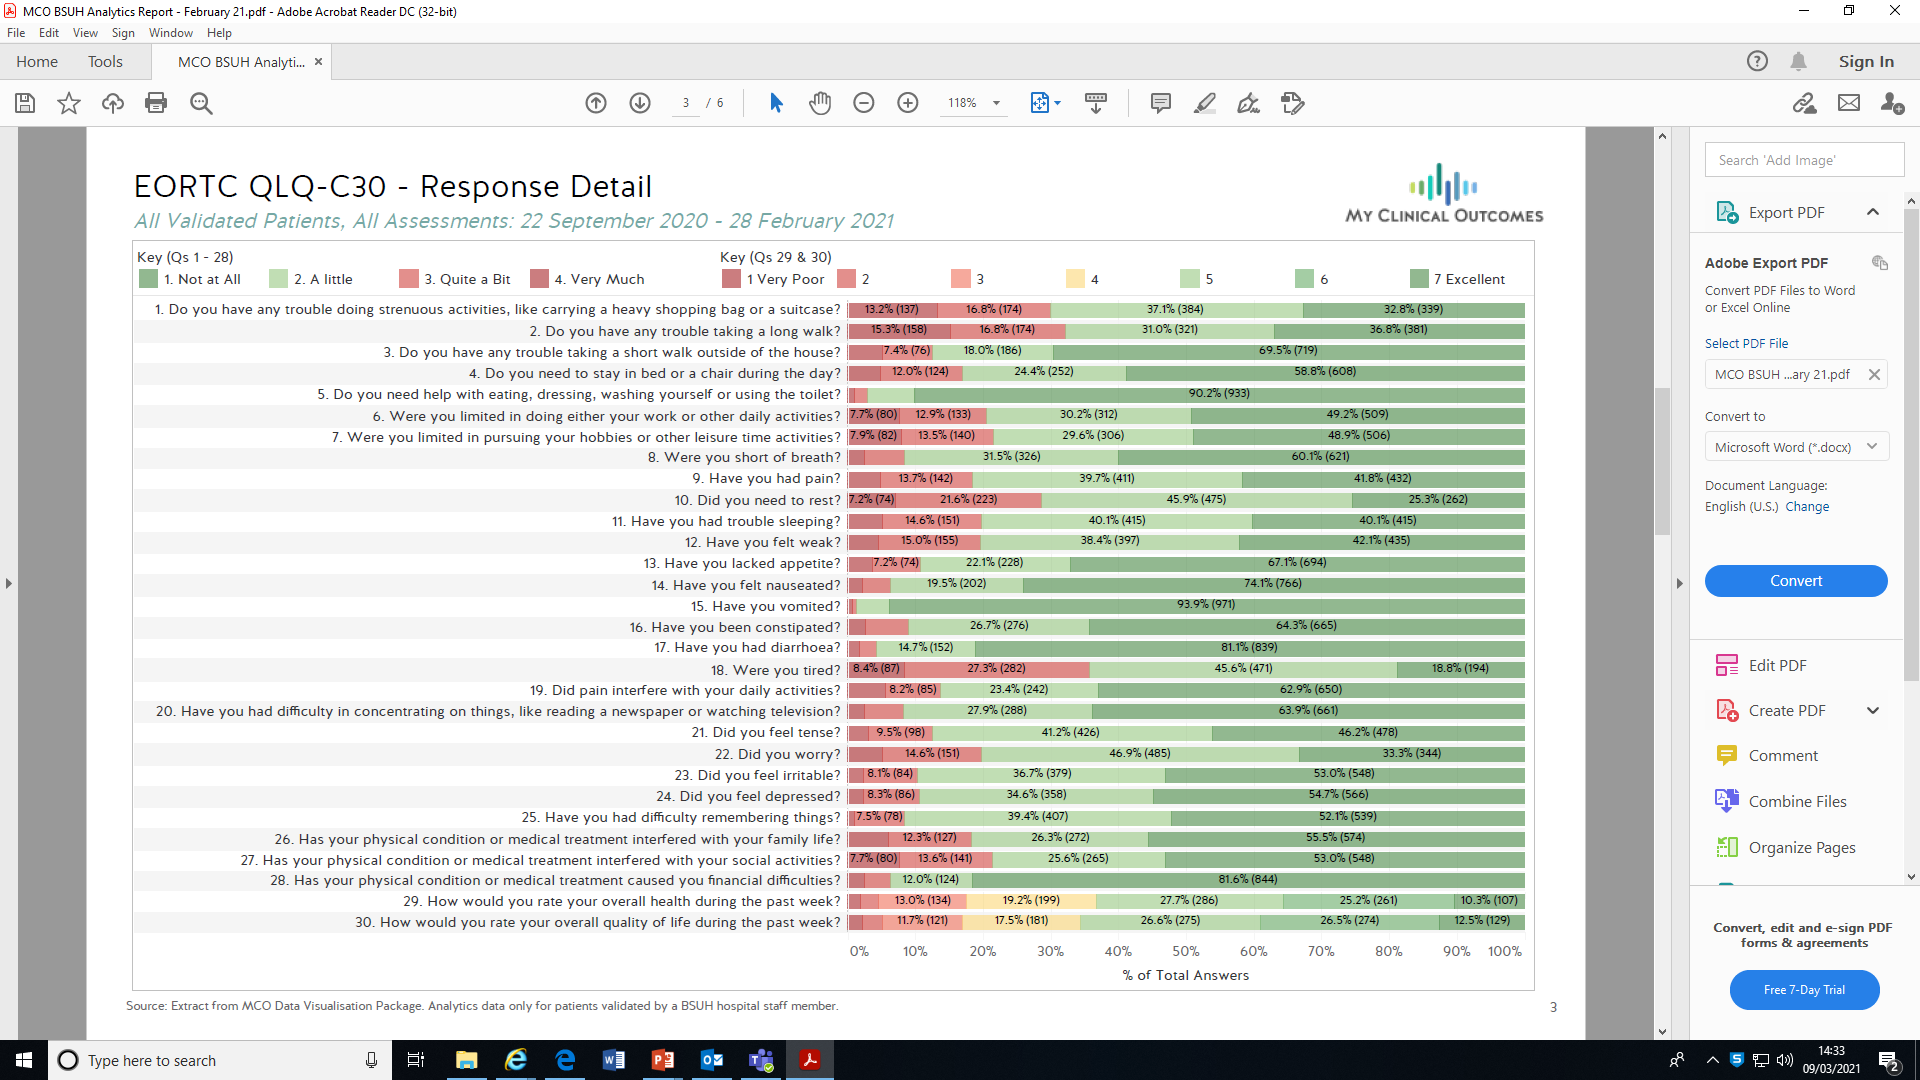 MCO BSUH Analytics Report - February 21.pdf - Adobe Acrobat Reader DC (32-bit)
File Edit View Sign Window Help
Home Tools MCO BSUH Analyti... × Sign In
3 / 6 118%
Search 'Add Image'
Export PDF
Adobe Export PDF
Convert PDF Files to Word
or Excel Online
Select PDF File
MCO BSUH ...ary 21.pdf
Convert to
Microsoft Word (*.docx)
Document Language:
English (U.S.) Change
Convert
Edit PDF
Create PDF
Comment
Combine Files
Organize Pages
Convert, edit and e-sign PDF
forms & agreements
Free 7-Day Trial
EORTC QLQ-C30 - Response Detail
All Validated Patients, All Assessments: 22 September 2020 - 28 February 2021
MY CLINICAL OUTCOMES
Key (Qs 1 - 28) Key (Qs 29 & 30)
1. Not at All 2. A little 3. Quite a Bit 4. Very Much 1 Very Poor 2 3 4 5 6 7 Excellent
1. Do you have any trouble doing strenuous activities, like carrying a heavy shopping bag or a suitcase? 13.2% (137) 16.8% (174) 37.1% (384) 32.8% (339)
2. Do you have any trouble taking a long walk? 15.3% (158) 16.8% (174) 31.0% (321) 36.8% (381)
3. Do you have any trouble taking a short walk outside of the house? 7.4% (76) 18.0% (186) 69.5% (719)
4. Do you need to stay in bed or a chair during the day? 12.0% (124) 24.4% (252) 58.8% (608)
5. Do you need help with eating, dressing, washing yourself or using the toilet? 90.2% (933)
6. Were you limited in doing either your work or other daily activities? 7.7% (80) 12.9% (133) 30.2% (312) 49.2% (509)
7. Were you limited in pursuing your hobbies or other leisure time activities? 7.9% (82) 13.5% (140) 29.6% (306) 48.9% (506)
8. Were you short of breath? 31.5% (326) 60.1% (621)
9. Have you had pain? 13.7% (142) 39.7% (411) 41.8% (432)
10. Did you need to rest? 7.2% (74) 21.6% (223) 45.9% (475) 25.3% (262)
11. Have you had trouble sleeping? 14.6% (151) 40.1% (415) 40.1% (415)
12. Have you felt weak? 15.0% (155) 38.4% (397) 42.1% (435)
13. Have you lacked appetite? 7.2% (74) 22.1% (228) 67.1% (694)
14. Have you felt nauseated? 19.5% (202) 74.1% (766)
15. Have you vomited? 93.9% (971)
16. Have you been constipated? 26.7% (276) 64.3% (665)
17. Have you had diarrhoea? 14.7% (152) 81.1% (839)
18. Were you tired? 8.4% (87) 27.3% (282) 45.6% (471) 18.8% (194)
19. Did pain interfere with your daily activities? 8.2% (85) 23.4% (242) 62.9% (650)
20. Have you had difficulty in concentrating on things, like reading a newspaper or watching television? 27.9% (288) 63.9% (661)
21. Did you feel tense? 9.5% (98) 41.2% (426) 46.2% (478)
22. Did you worry? 14.6% (151) 46.9% (485) 33.3% (344)
23. Did you feel irritable? 8.1% (84) 36.7% (379) 53.0% (548)
24. Did you feel depressed? 8.3% (86) 34.6% (358) 54.7% (566)
25. Have you had difficulty remembering things? 7.5% (78) 39.4% (407) 52.1% (539)
26. Has your physical condition or medical treatment interfered with your family life? 12.3% (127) 26.3% (272) 55.5% (574)
27. Has your physical condition or medical treatment interfered with your social activities? 7.7% (80) 13.6% (141) 25.6% (265) 53.0% (548)
28. Has your physical condition or medical treatment caused you financial difficulties? 12.0% (124) 81.6% (844)
29. How would you rate your overall health during the past week? 13.0% (134) 19.2% (199) 27.7% (286) 25.2% (261) 10.3% (107)
30. How would you rate your overall quality of life during the past week? 11.7% (121) 17.5% (181) 26.6% (275) 26.5% (274) 12.5% (129)
0% 10% 20% 30% 40% 50% 60% 70% 80% 90% 100%
% of Total Answers
Source: Extract from MCO Data Visualisation Package. Analytics data only for patients validated by a BSUH hospital staff member.
3
Type here to search
14:33
09/03/2021
2